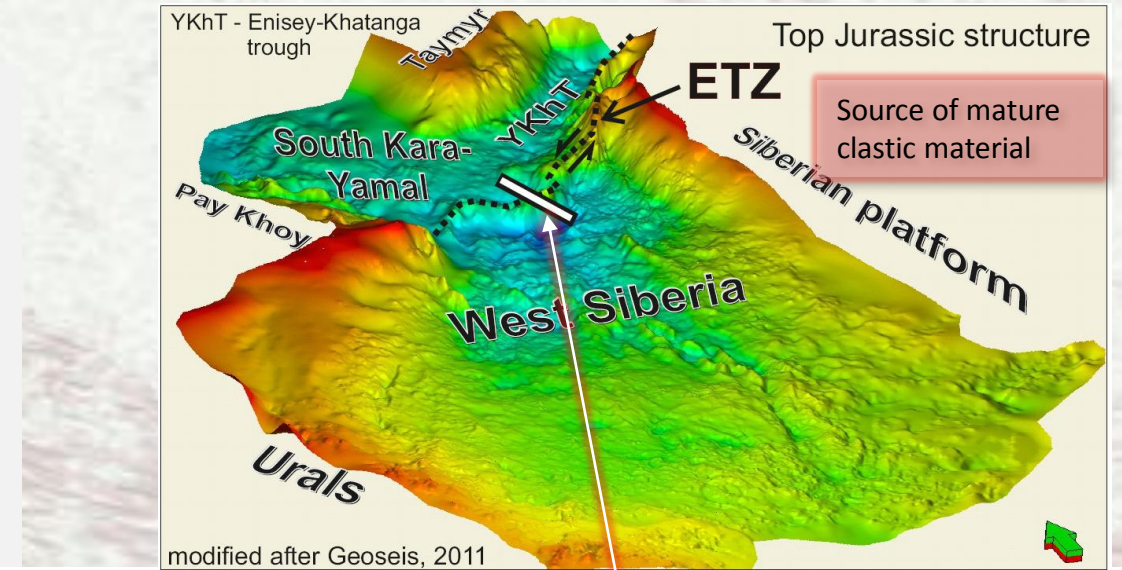 YKhT - Enisey-Khatanga
trough
Taymyr
Top Jurassic structure
ETZ
YKhT
Source of mature
clastic material
South Kara-
Yamal
Siberian platform
Pay Khoy
West Siberia
Urals
modified after Geoseis, 2011